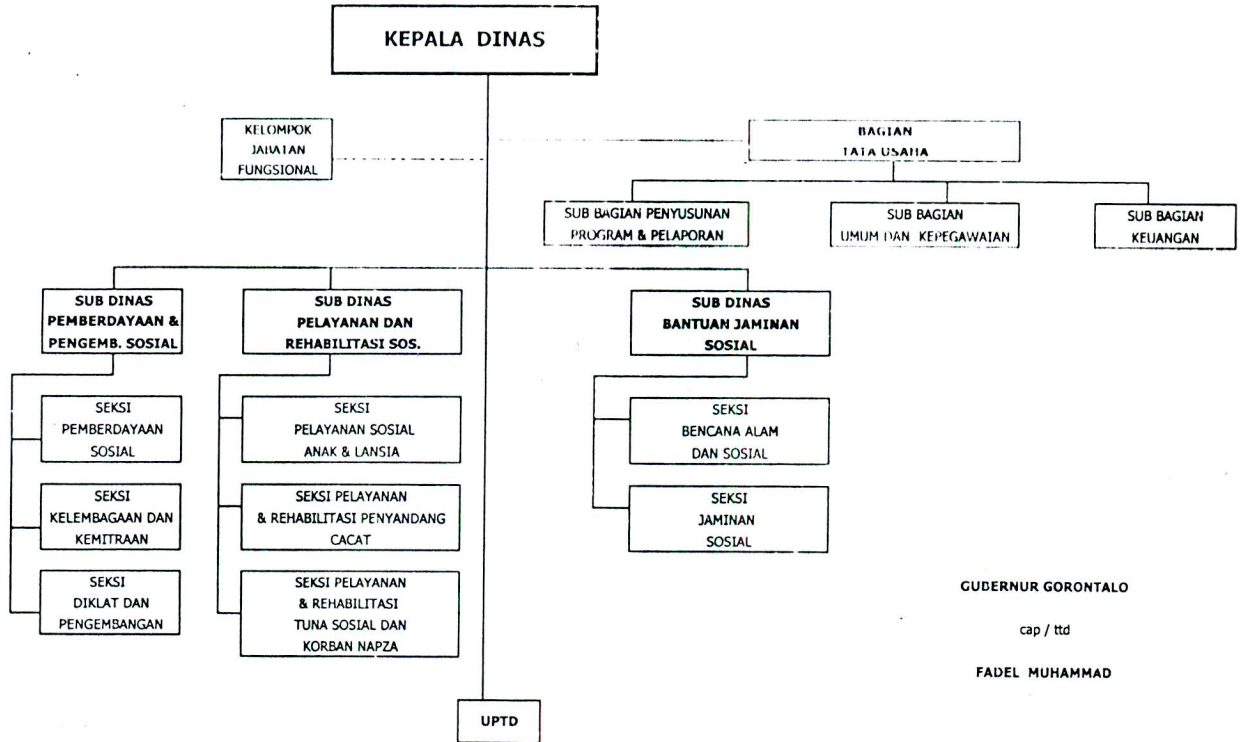 KEPALA DINAS
KELOMPOK
JABATAN
FUNGSIONAL
BAGIAN
TATA USAHA
SUB BAGIAN PENYUSUNAN
PROGRAM & PELAPORAN
SUB BAGIAN
UMUM DAN KEPEGAWAIAN
SUB BAGIAN
KEUANGAN
SUB DINAS
PEMBERDAYAAN &
PENGEMB. SOSIAL
SUB DINAS
PELAYANAN DAN
REHABILITASI SOS.
SUB DINAS
BANTUAN JAMINAN
SOSIAL
SEKSI
PEMBERDAYAAN
SOSIAL
SEKSI
PELAYANAN SOSIAL
ANAK & LANSIA
SEKSI
BENCANA ALAM
DAN SOSIAL
SEKSI
KELEMBAGAAN DAN
KEMITRAAN
SEKSI PELAYANAN
& REHABILITASI PENYANDANG
CACAT
SEKSI
JAMINAN
SOSIAL
SEKSI
DIKLAT DAN
PENGEMBANGAN
SEKSI PELAYANAN
& REHABILITASI
TUNA SOSIAL DAN
KORBAN NAPZA
GUBERNUR GORONTALO
cap / ttd
FADEL MUHAMMAD
UPTD